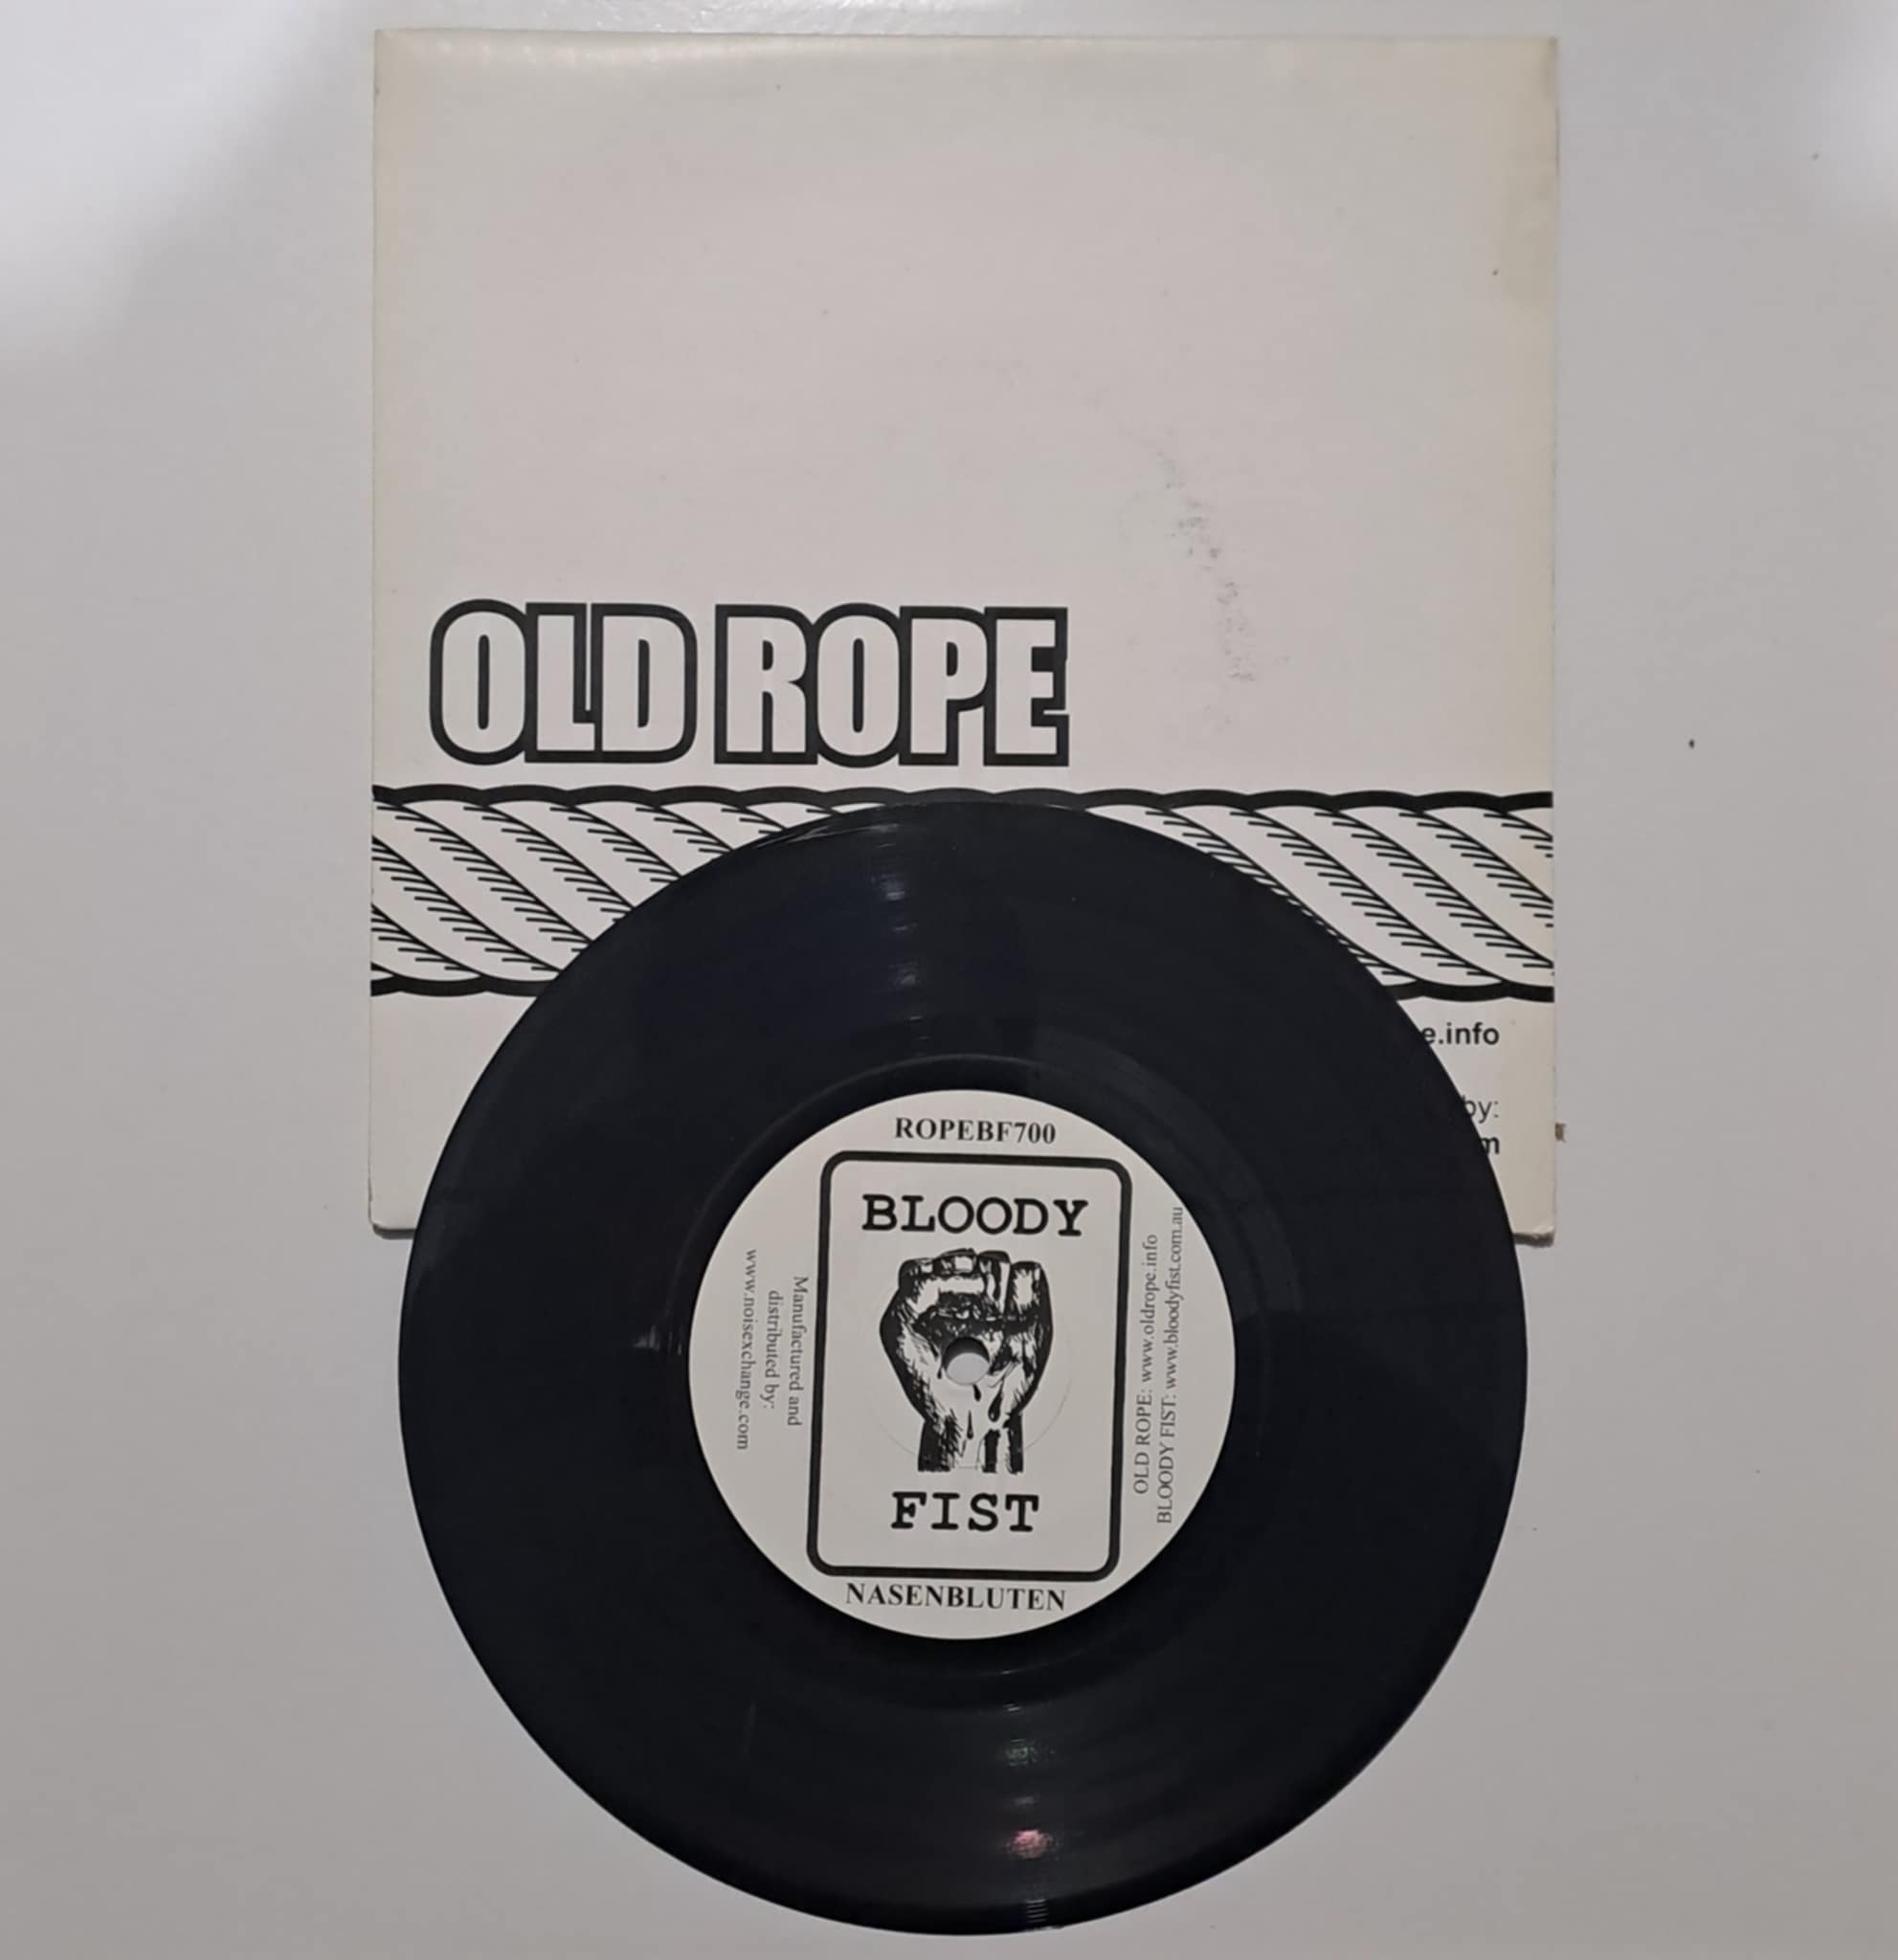 OLD ROPE
e.info
by:
m
ROPEBF700
BLOODY
FIST
NASENBLUTEN
Manufactured and
distributed by:
www.noisexchange.com
OLD ROPE: www.oldrope.info
BLOODY FIST: www.bloodyfist.com.au